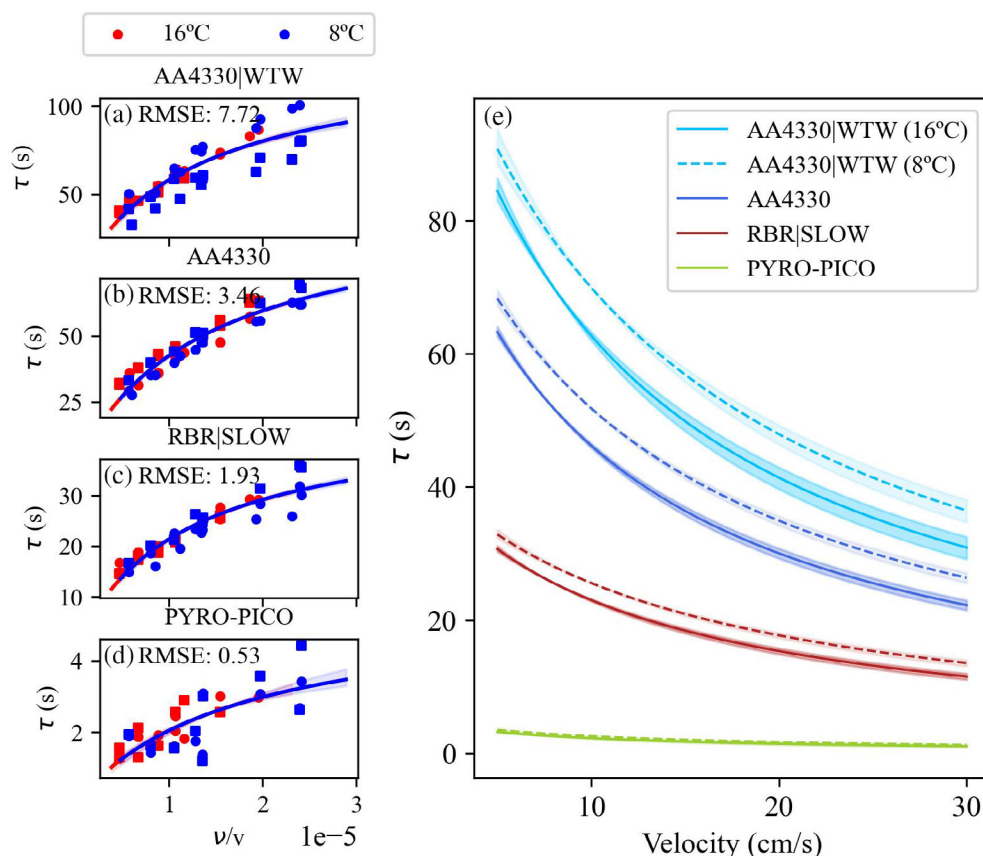 16ºC 8ºC
AA4330|WTW
(a) RMSE: 7.72
100
50
τ (s)
AA4330
(b) RMSE: 3.46
50
25
τ (s)
RBR|SLOW
(c) RMSE: 1.93
30
20
10
τ (s)
PYRO-PICO
(d) RMSE: 0.53
4
2
τ (s)
1 2 3
ν/v 1e−5
(e)
AA4330|WTW (16ºC)
AA4330|WTW (8ºC)
AA4330
RBR|SLOW
PYRO-PICO
80
60
40
20
0
τ (s)
10 20 30
Velocity (cm/s)